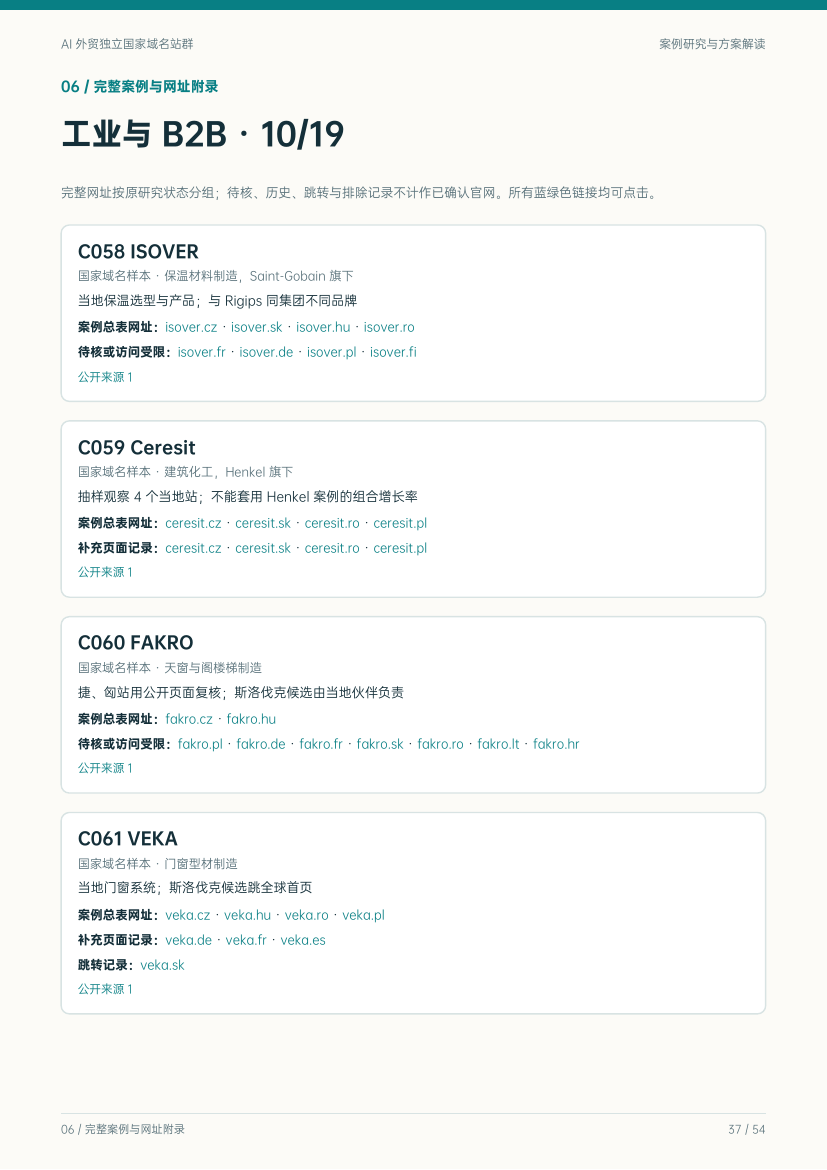 AI 外贸独立国家域名站群
案例研究与方案解读
06 / 完整案例与网址附录
工业与 B2B · 10/19
完整网址按原研究状态分组；待核、历史、跳转与排除记录不计作已确认官网。所有蓝绿色链接均可点击。
C058 ISOVER
国家域名样本 · 保温材料制造，Saint-Gobain 旗下
当地保温选型与产品；与 Rigips 同集团不同品牌
案例总表网址：isover.cz · isover.sk · isover.hu · isover.ro
待核或访问受限：isover.fr · isover.de · isover.pl · isover.fi
公开来源 1
C059 Ceresit
国家域名样本 · 建筑化工，Henkel 旗下
抽样观察 4 个当地站；不能套用 Henkel 案例的组合增长率
案例总表网址：ceresit.cz · ceresit.sk · ceresit.ro · ceresit.pl
补充页面记录：ceresit.cz · ceresit.sk · ceresit.ro · ceresit.pl
公开来源 1
C060 FAKRO
国家域名样本 · 天窗与阁楼梯制造
捷、匈站用公开页面复核；斯洛伐克候选由当地伙伴负责
案例总表网址：fakro.cz · fakro.hu
待核或访问受限：fakro.pl · fakro.de · fakro.fr · fakro.sk · fakro.ro · fakro.lt · fakro.hr
公开来源 1
C061 VEKA
国家域名样本 · 门窗型材制造
当地门窗系统；斯洛伐克候选跳全球首页
案例总表网址：veka.cz · veka.hu · veka.ro · veka.pl
补充页面记录：veka.de · veka.fr · veka.es
跳转记录：veka.sk
公开来源 1
06 / 完整案例与网址附录
37 / 54